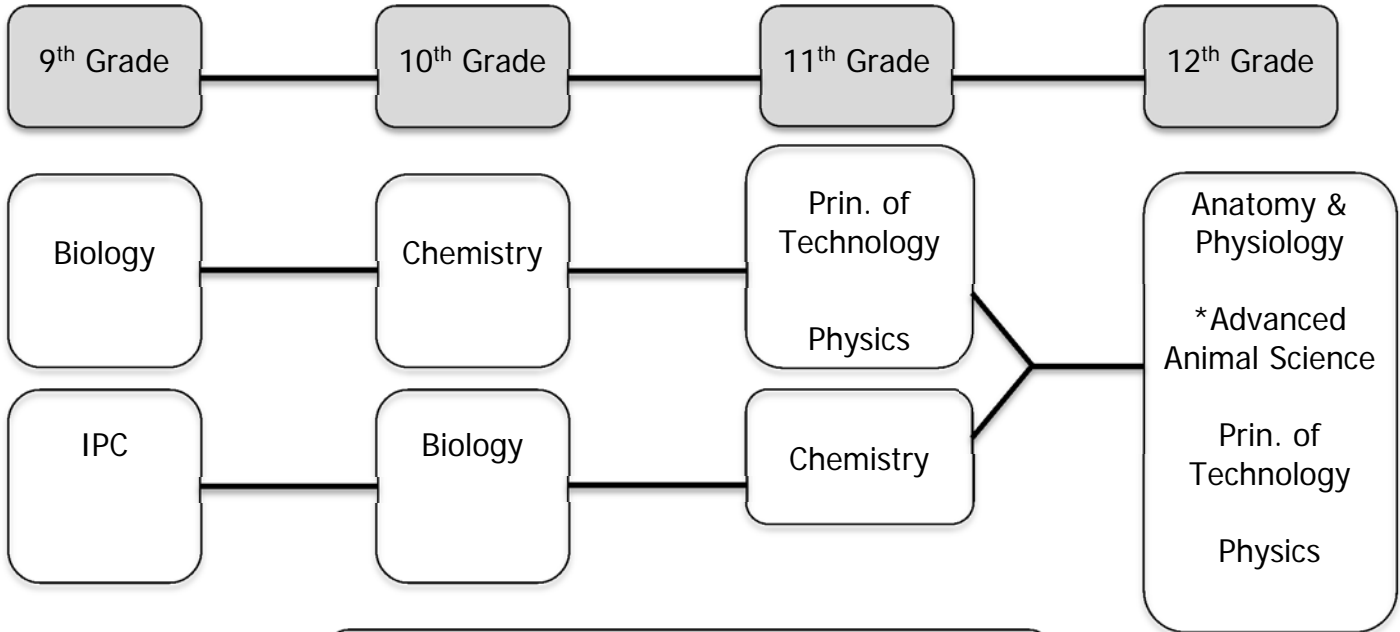 9th Grade
10th Grade
11th Grade
12th Grade
Biology
Chemistry
Prin. of
Technology
Physics
Anatomy &
Physiology
*Advanced
Animal Science
Prin. of
Technology
Physics
IPC
Biology
Chemistry